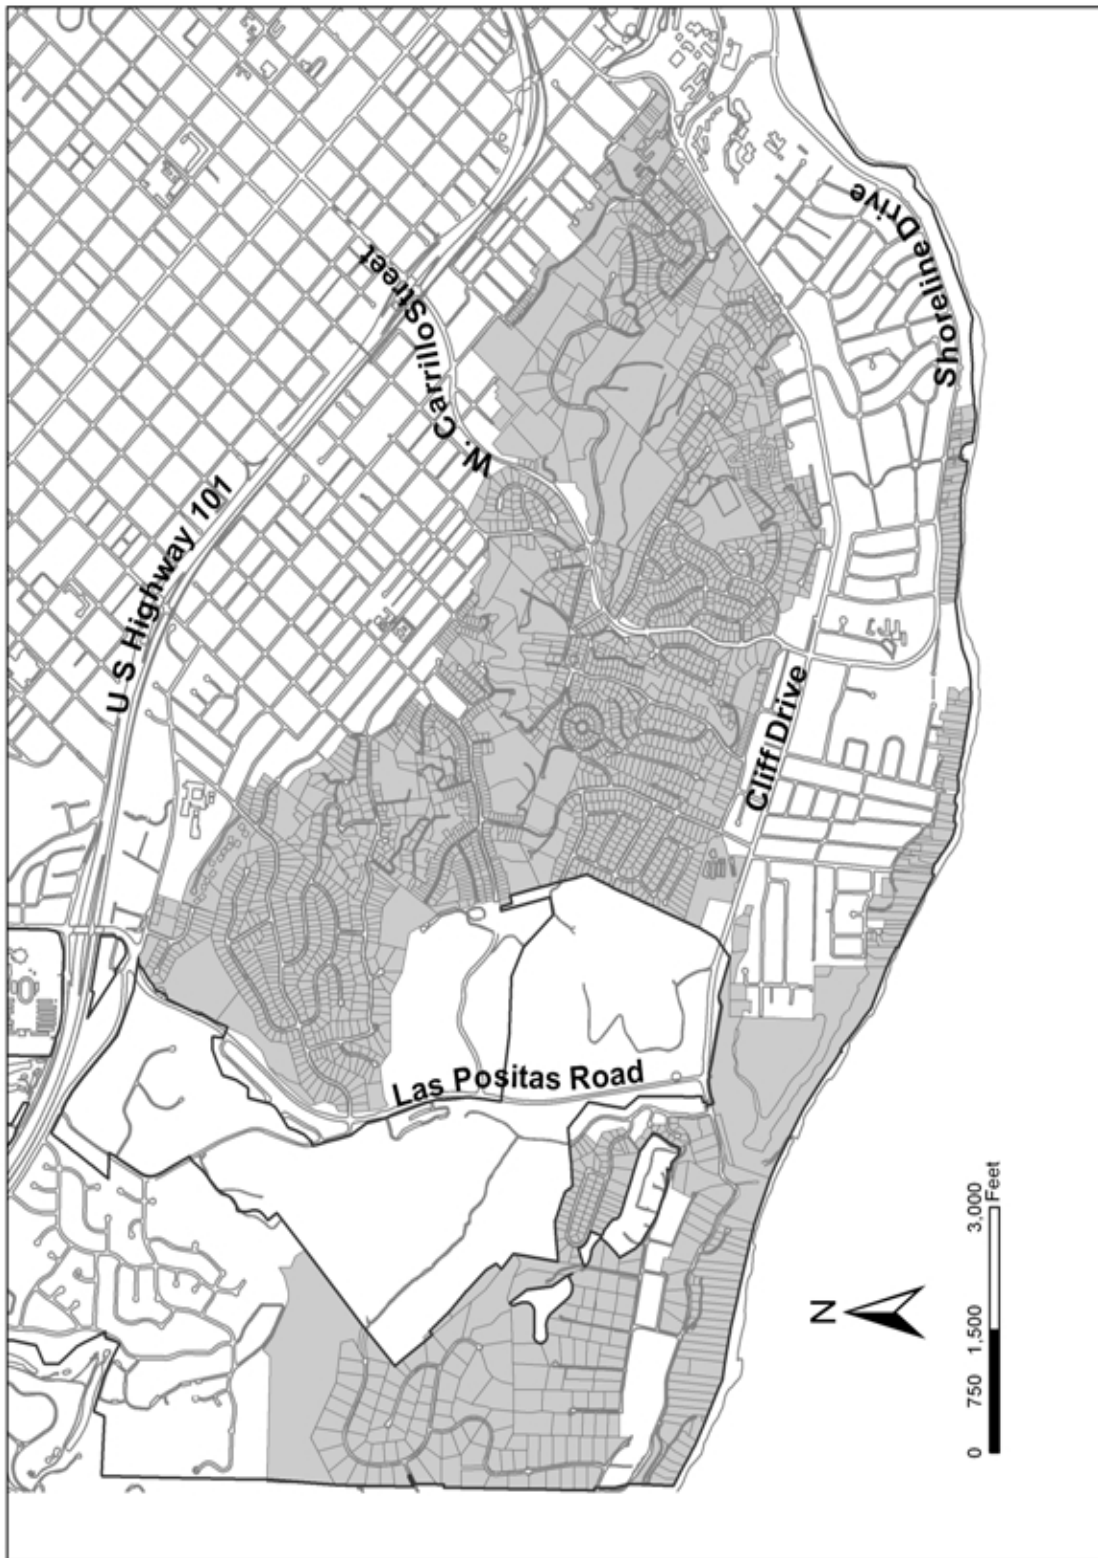 U S Highway 101
W. Carrillo Street
Shoreline Drive
Cliff Drive
Las Positas Road
N
0 750 1,500 3,000
Feet